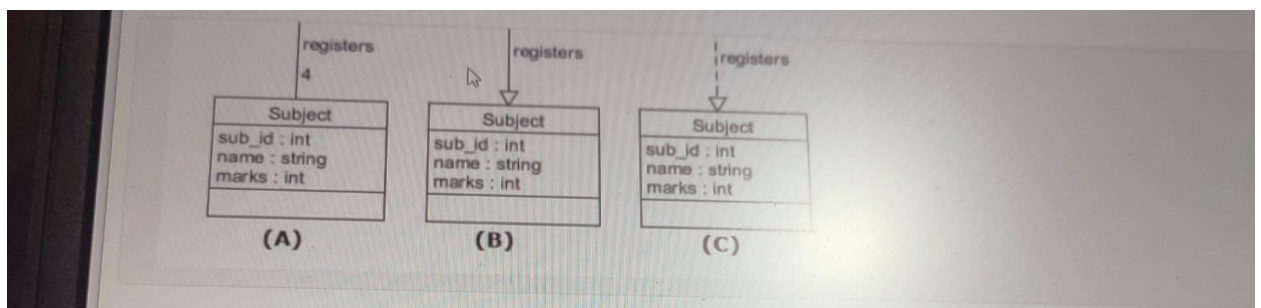 registers
4
Subject
sub_id : int
name : string
marks : int
(A)
registers
Subject
sub_id : int
name : string
marks : int
(B)
registers
Subject
sub_id : int
name : string
marks : int
(C)